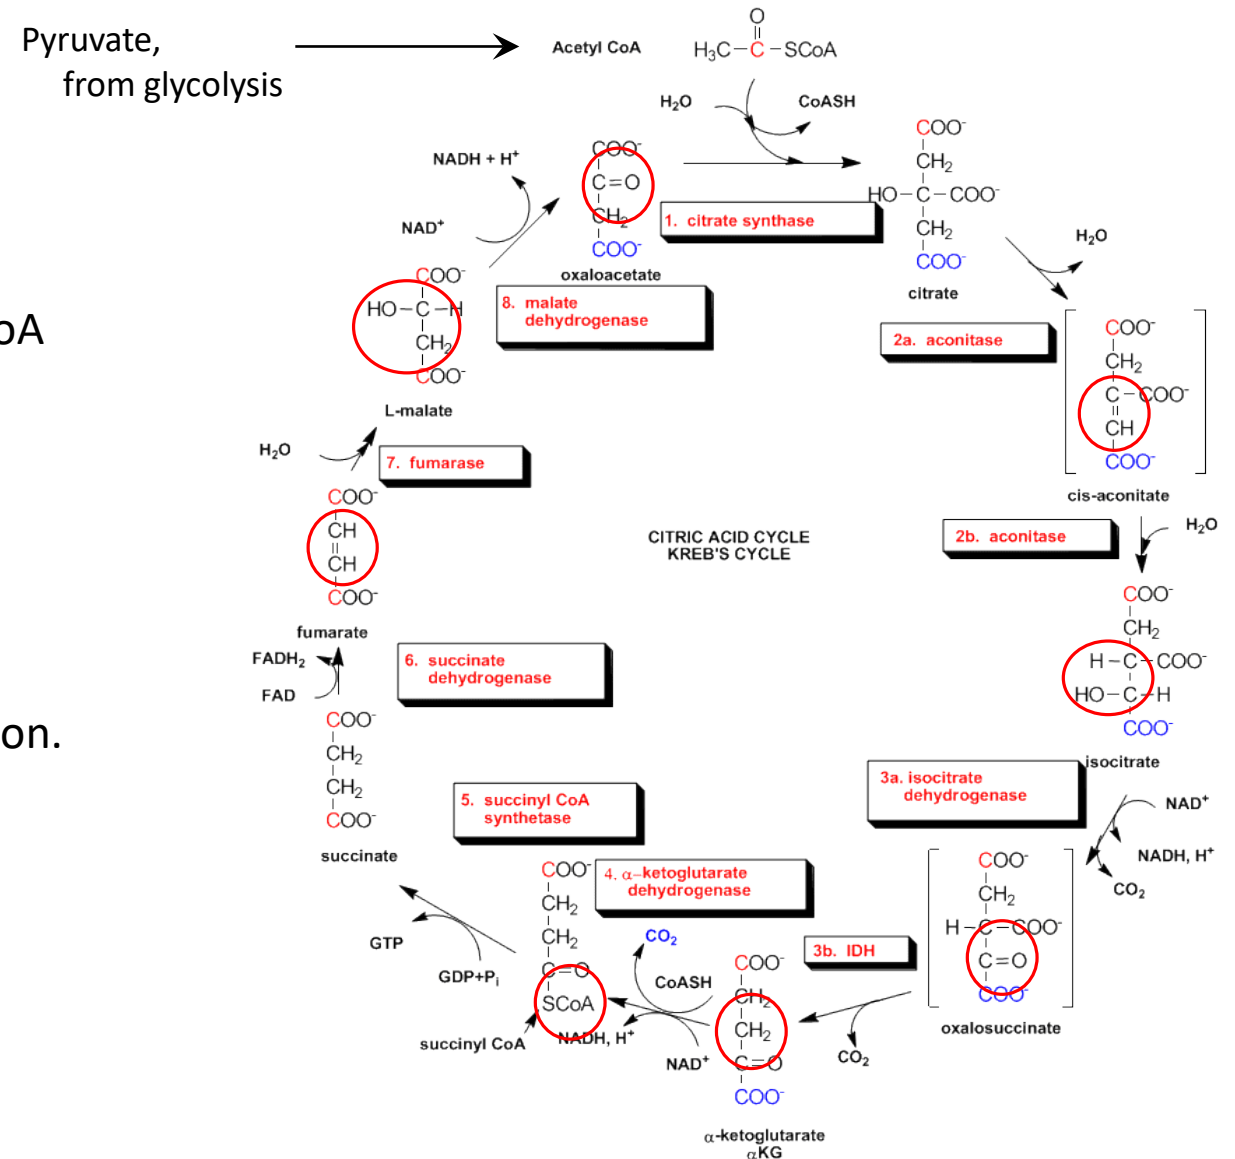 Pyruvate,
from glycolysis
Acetyl CoA
O
H₃C–C–SCoA
H₂O
CoASH
COO⁻
C=O
CH₂
COO⁻
oxaloacetate
1. citrate synthase
COO⁻
CH₂
HO–C–COO⁻
CH₂
COO⁻
citrate
H₂O
2a. aconitase
COO⁻
CH₂
C–COO⁻
CH
COO⁻
cis-aconitate
2b. aconitase
H₂O
COO⁻
CH₂
H–C–COO⁻
HO–C–H
COO⁻
isocitrate
3a. isocitrate
dehydrogenase
NAD⁺
NADH, H⁺
CO₂
COO⁻
CH₂
H–C–COO⁻
C=O
COO⁻
oxalosuccinate
3b. IDH
CO₂
COO⁻
CH₂
CH₂
C=O
COO⁻
α-ketoglutarate
αKG
4. α–ketoglutarate
dehydrogenase
CO₂
CoASH
NADH, H⁺
NAD⁺
COO⁻
CH₂
CH₂
C=O
SCoA
succinyl CoA
5. succinyl CoA
synthetase
GTP
GDP+Pᵢ
COO⁻
CH₂
CH₂
COO⁻
succinate
6. succinate
dehydrogenase
FADH₂
FAD
COO⁻
CH
CH
COO⁻
fumarate
7. fumarase
H₂O
COO⁻
HO–C–H
CH₂
COO⁻
L-malate
8. malate
dehydrogenase
NADH + H⁺
NAD⁺
CITRIC ACID CYCLE
KREB'S CYCLE
oA
on.